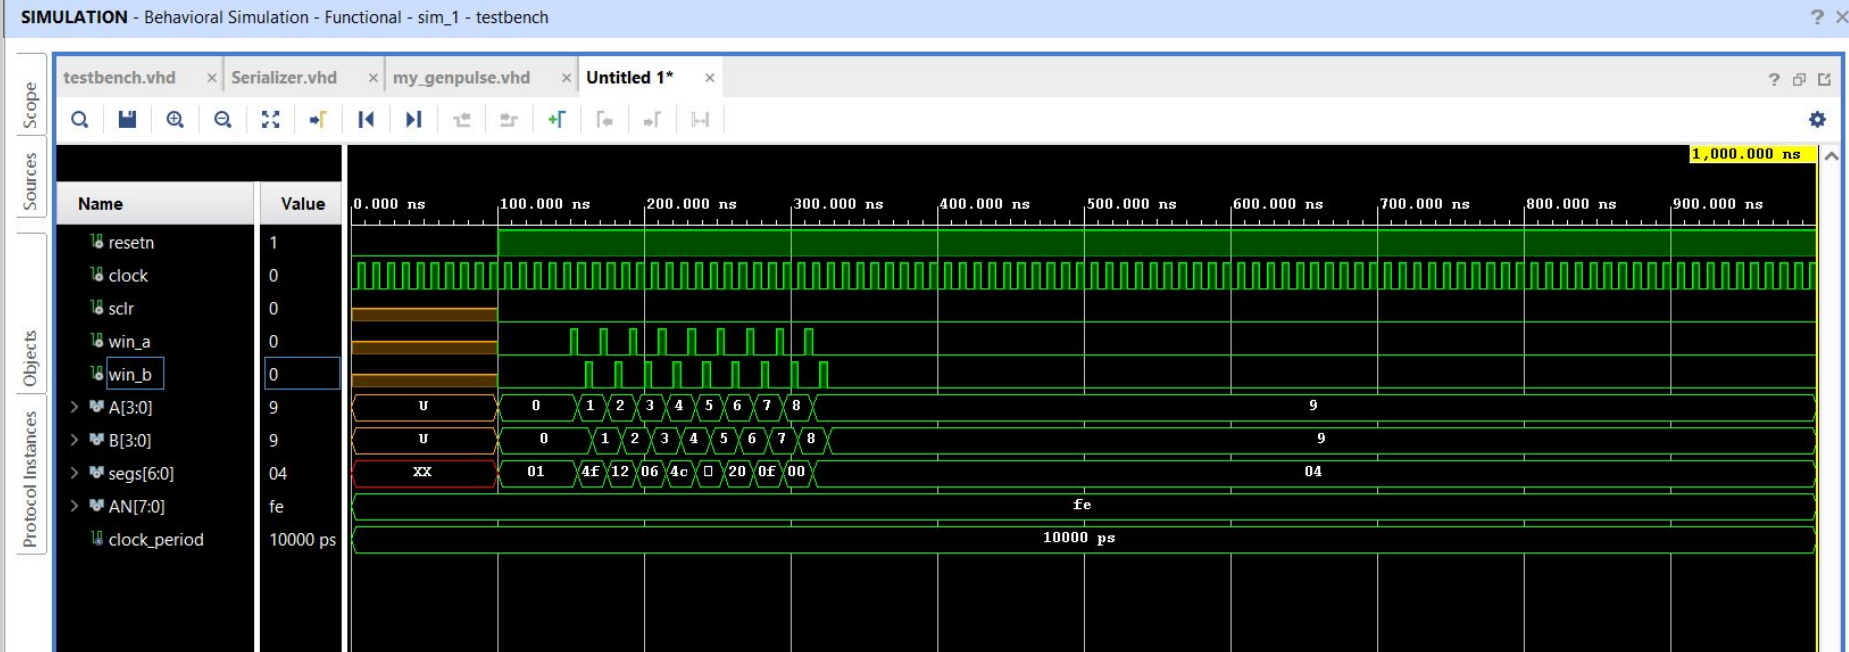 SIMULATION - Behavioral Simulation - Functional - sim_1 - testbench ? ×
Scope
Sources
Objects
Protocol Instances
testbench.vhd × Serializer.vhd × my_genpulse.vhd × Untitled 1* × ?
1,000.000 ns
Name Value 0.000 ns 100.000 ns 200.000 ns 300.000 ns 400.000 ns 500.000 ns 600.000 ns 700.000 ns 800.000 ns 900.000 ns
resetn 1
clock 0
sclr 0
win_a 0
win_b 0
A[3:0] 9 U 0 1 2 3 4 5 6 7 8 9
B[3:0] 9 U 0 1 2 3 4 5 6 7 8 9
segs[6:0] 04 XX 01 4f 12 06 4c 20 0f 00 04
AN[7:0] fe fe
clock_period 10000 ps 10000 ps